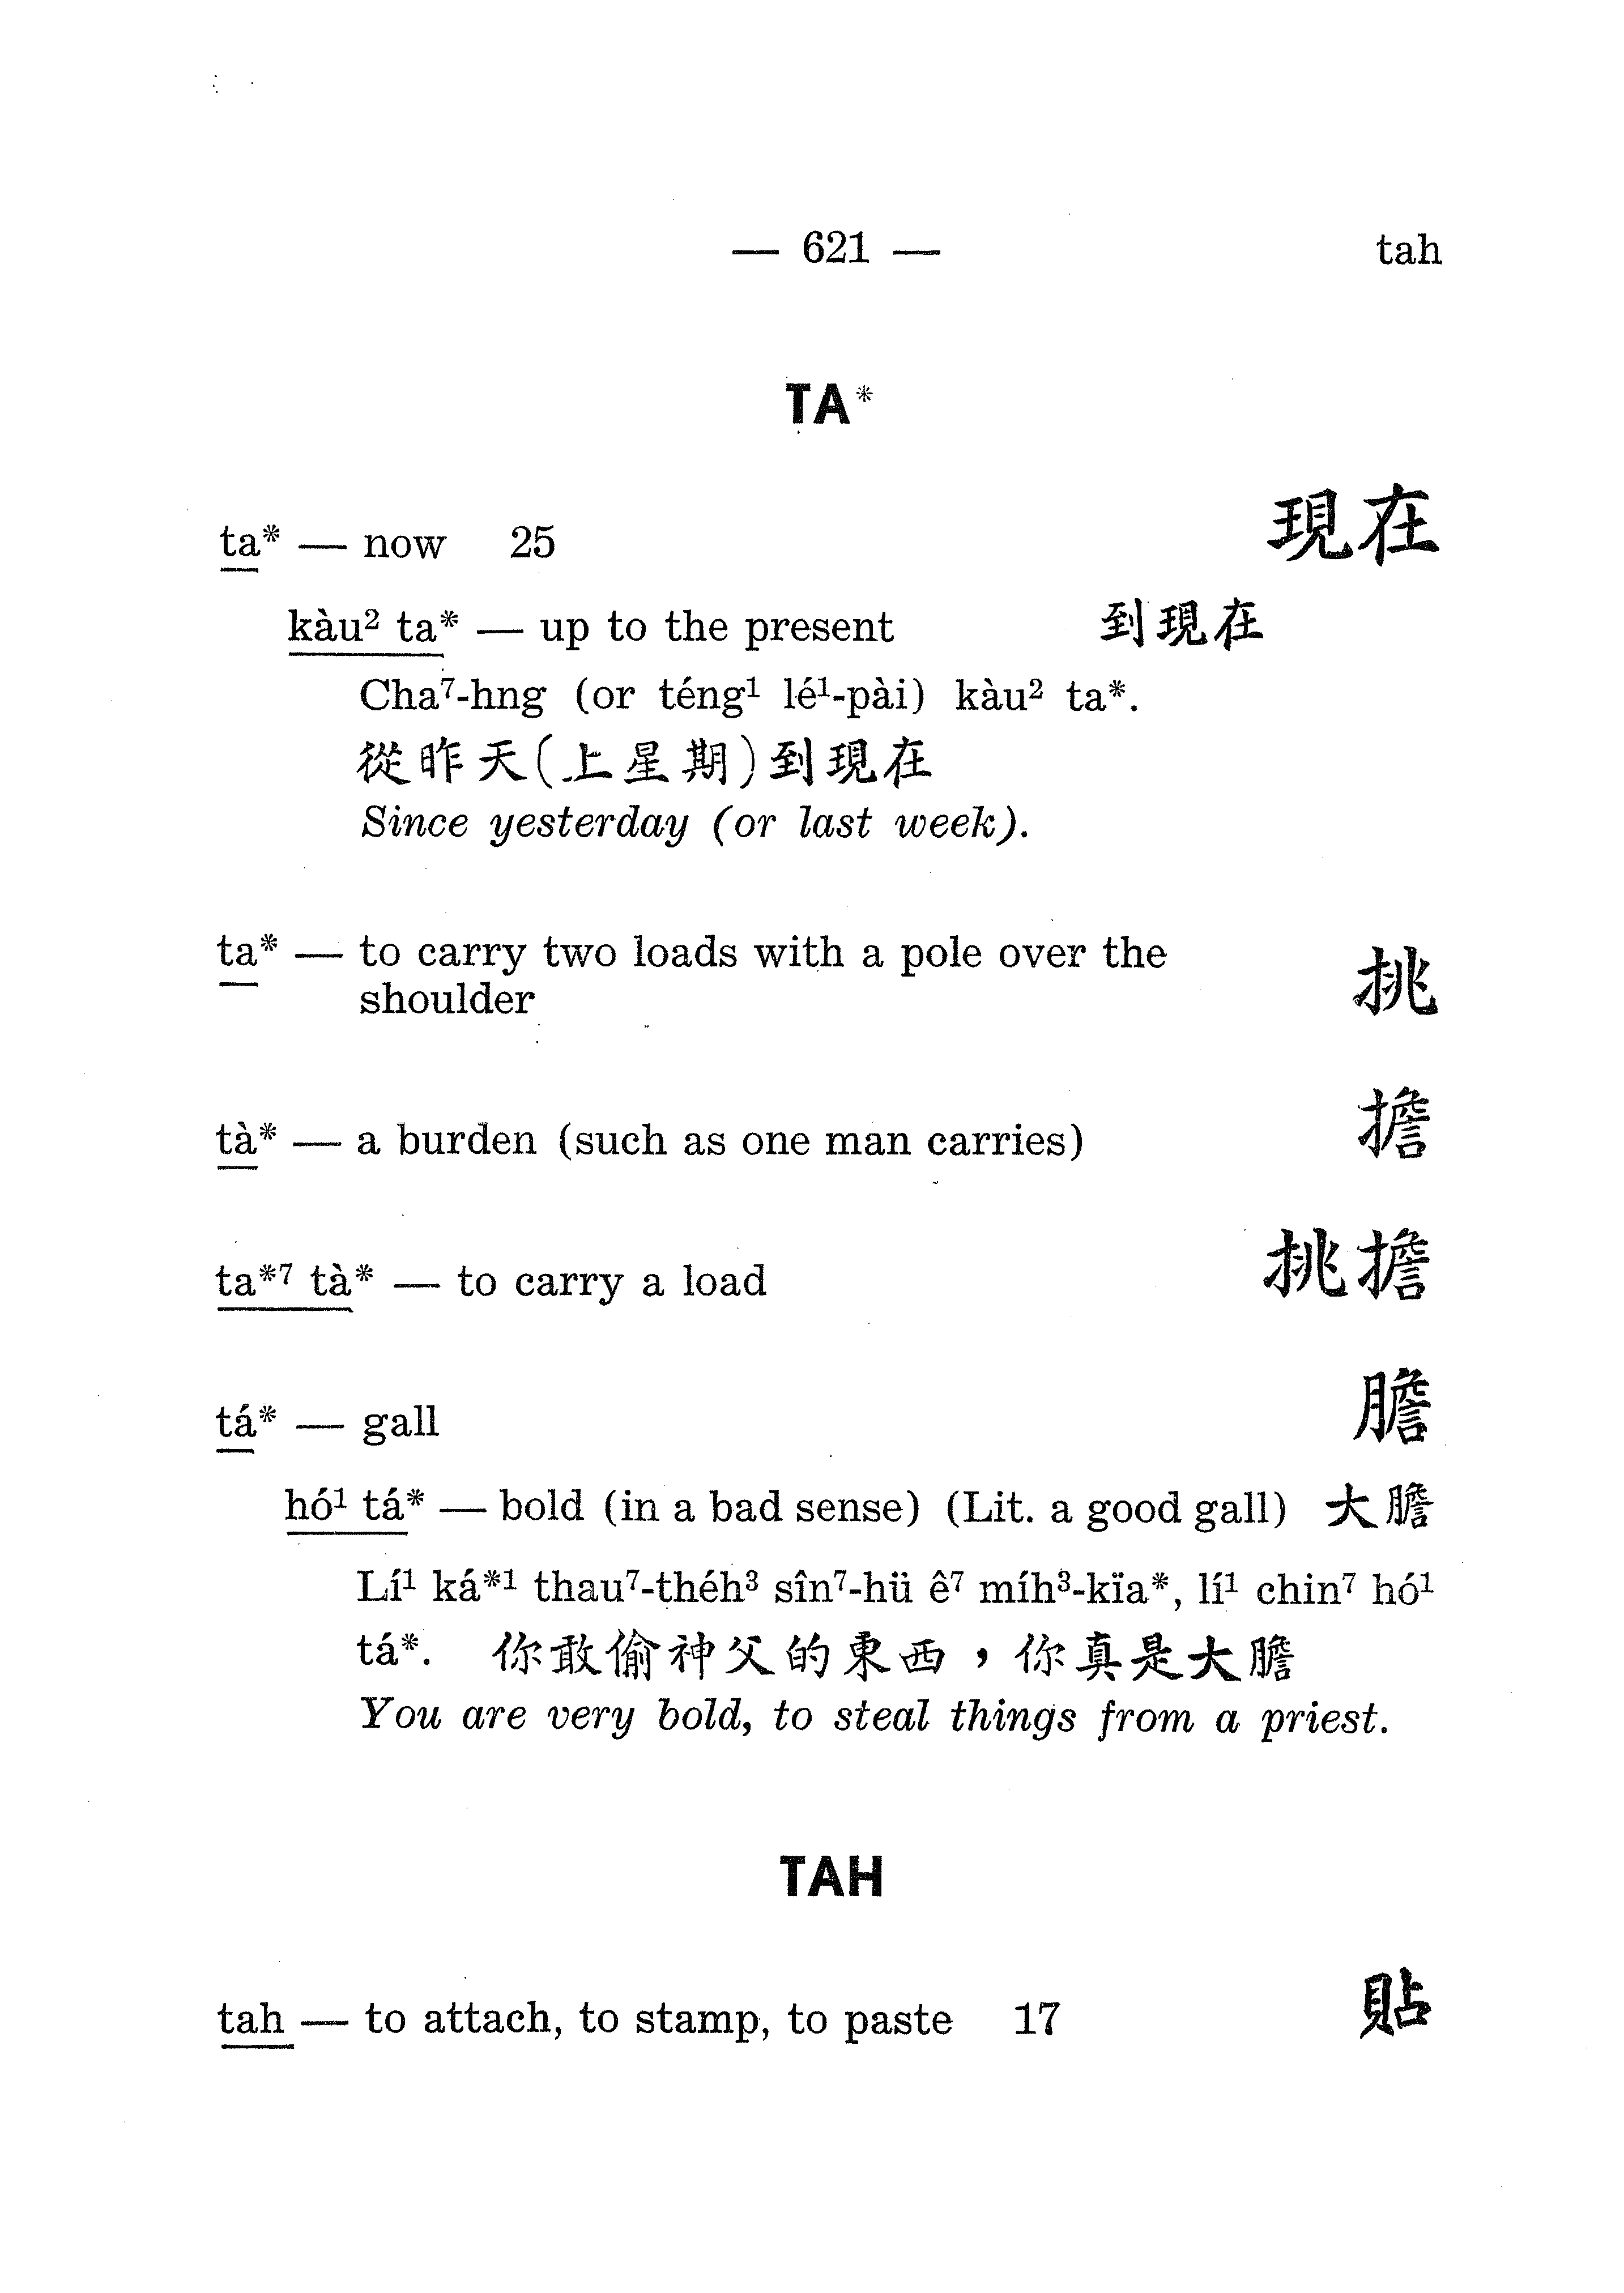 — 621 — tah
TA*
ta* — now 25 現在
kàu² ta* — up to the present 到現在
Cha⁷-hng (or téng¹ lé¹-pài) kàu² ta*.
從昨天(上星期)到現在
Since yesterday (or last week).
ta* — to carry two loads with a pole over the
shoulder 挑
tà* — a burden (such as one man carries) 擔
ta*⁷ tà* — to carry a load 挑擔
tá* — gall 膽
hó¹ tá* — bold (in a bad sense) (Lit. a good gall) 大膽
Lí¹ ká*¹ thau⁷-théh³ sîn⁷-hü ê⁷ míh³-kïa*, lí¹ chin⁷ hó¹
tá*. 你敢偷神父的東西，你真是大膽
You are very bold, to steal things from a priest.
TAH
tah — to attach, to stamp, to paste 17 貼